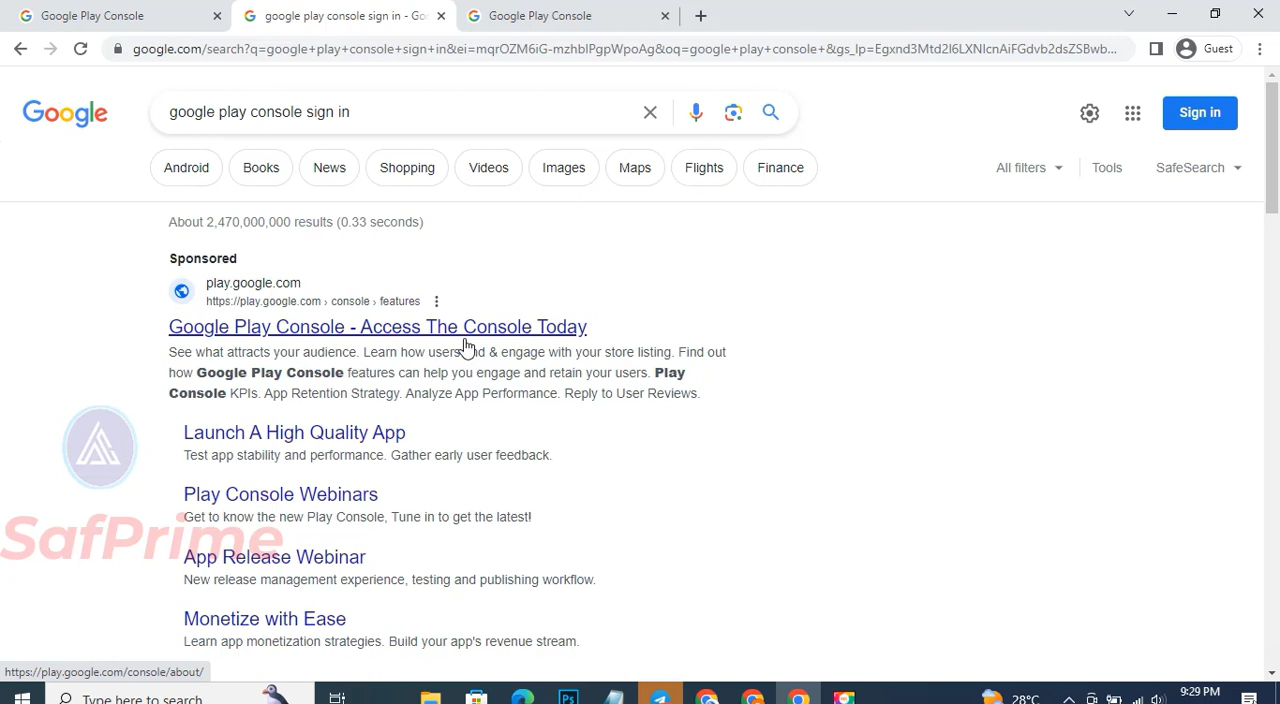 Google Play Console
google play console sign in - Go
Google Play Console
google.com/search?q=google+play+console+sign+in&ei=mqrOZM6iG-mzhbIPgpWpoAg&oq=google+play+console+&gs_lp=Egxnd3Mtd2l6LXNlcnAiFGdvb2dsZSBwb...
Guest
Google
google play console sign in
Sign in
Android
Books
News
Shopping
Videos
Images
Maps
Flights
Finance
All filters
Tools
SafeSearch
About 2,470,000,000 results (0.33 seconds)
Sponsored
play.google.com
https://play.google.com › console › features
Google Play Console - Access The Console Today
See what attracts your audience. Learn how users & engage with your store listing. Find out
how Google Play Console features can help you engage and retain your users. Play
Console KPIs. App Retention Strategy. Analyze App Performance. Reply to User Reviews.
Launch A High Quality App
Test app stability and performance. Gather early user feedback.
Play Console Webinars
Get to know the new Play Console, Tune in to get the latest!
SafPrime
App Release Webinar
New release management experience, testing and publishing workflow.
Monetize with Ease
Learn app monetization strategies. Build your app's revenue stream.
https://play.google.com/console/about/
Type here to search
Ps
28°C
9:29 PM